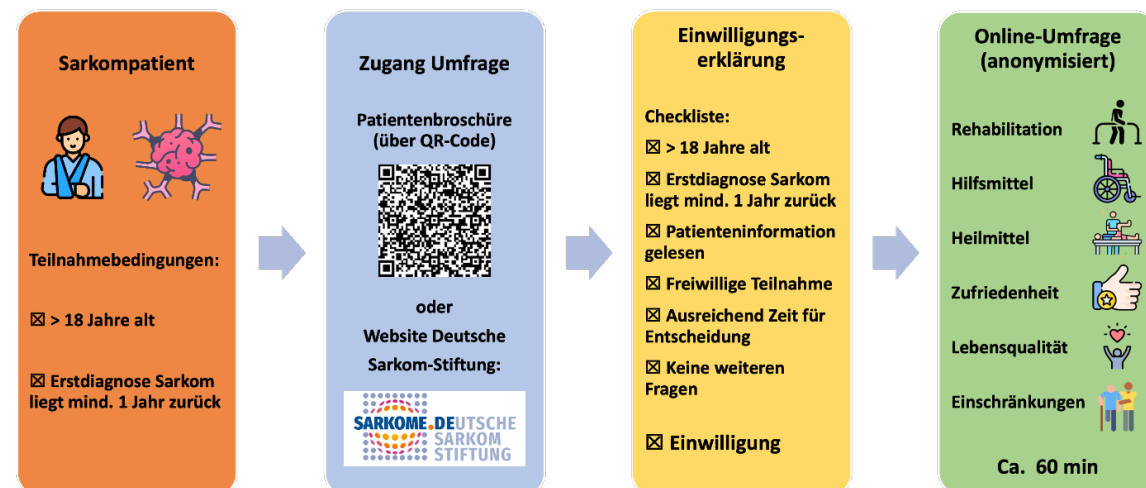 Sarkompatient
Teilnahmebedingungen:
☒ > 18 Jahre alt
☒ Erstdiagnose Sarkom
liegt mind. 1 Jahr zurück
Zugang Umfrage
Patientenbroschüre
(über QR-Code)
oder
Website Deutsche
Sarkom-Stiftung:
SARKOME.DEUTSCHE
SARKOM
STIFTUNG
Einwilligungs-
erklärung
Checkliste:
☒ > 18 Jahre alt
☒ Erstdiagnose Sarkom
liegt mind. 1 Jahr zurück
☒ Patienteninformation
gelesen
☒ Freiwillige Teilnahme
☒ Ausreichend Zeit für
Entscheidung
☒ Keine weiteren
Fragen
☒ Einwilligung
Online-Umfrage
(anonymisiert)
Rehabilitation
Hilfsmittel
Heilmittel
Zufriedenheit
Lebensqualität
Einschränkungen
Ca. 60 min